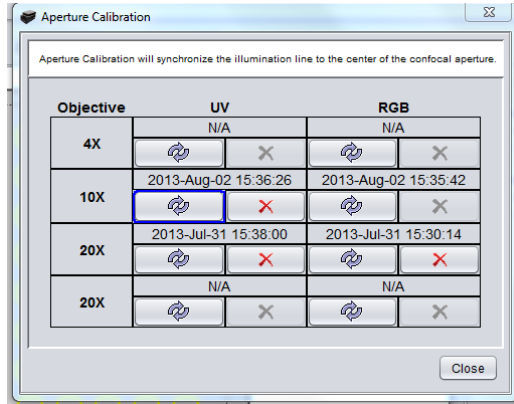 Aperture Calibration
Aperture Calibration will synchronize the illumination line to the center of the confocal aperture.
Objective UV RGB
4X N/A N/A
10X 2013-Aug-02 15:36:26 2013-Aug-02 15:35:42
20X 2013-Jul-31 15:38:00 2013-Jul-31 15:30:14
20X N/A N/A
Close